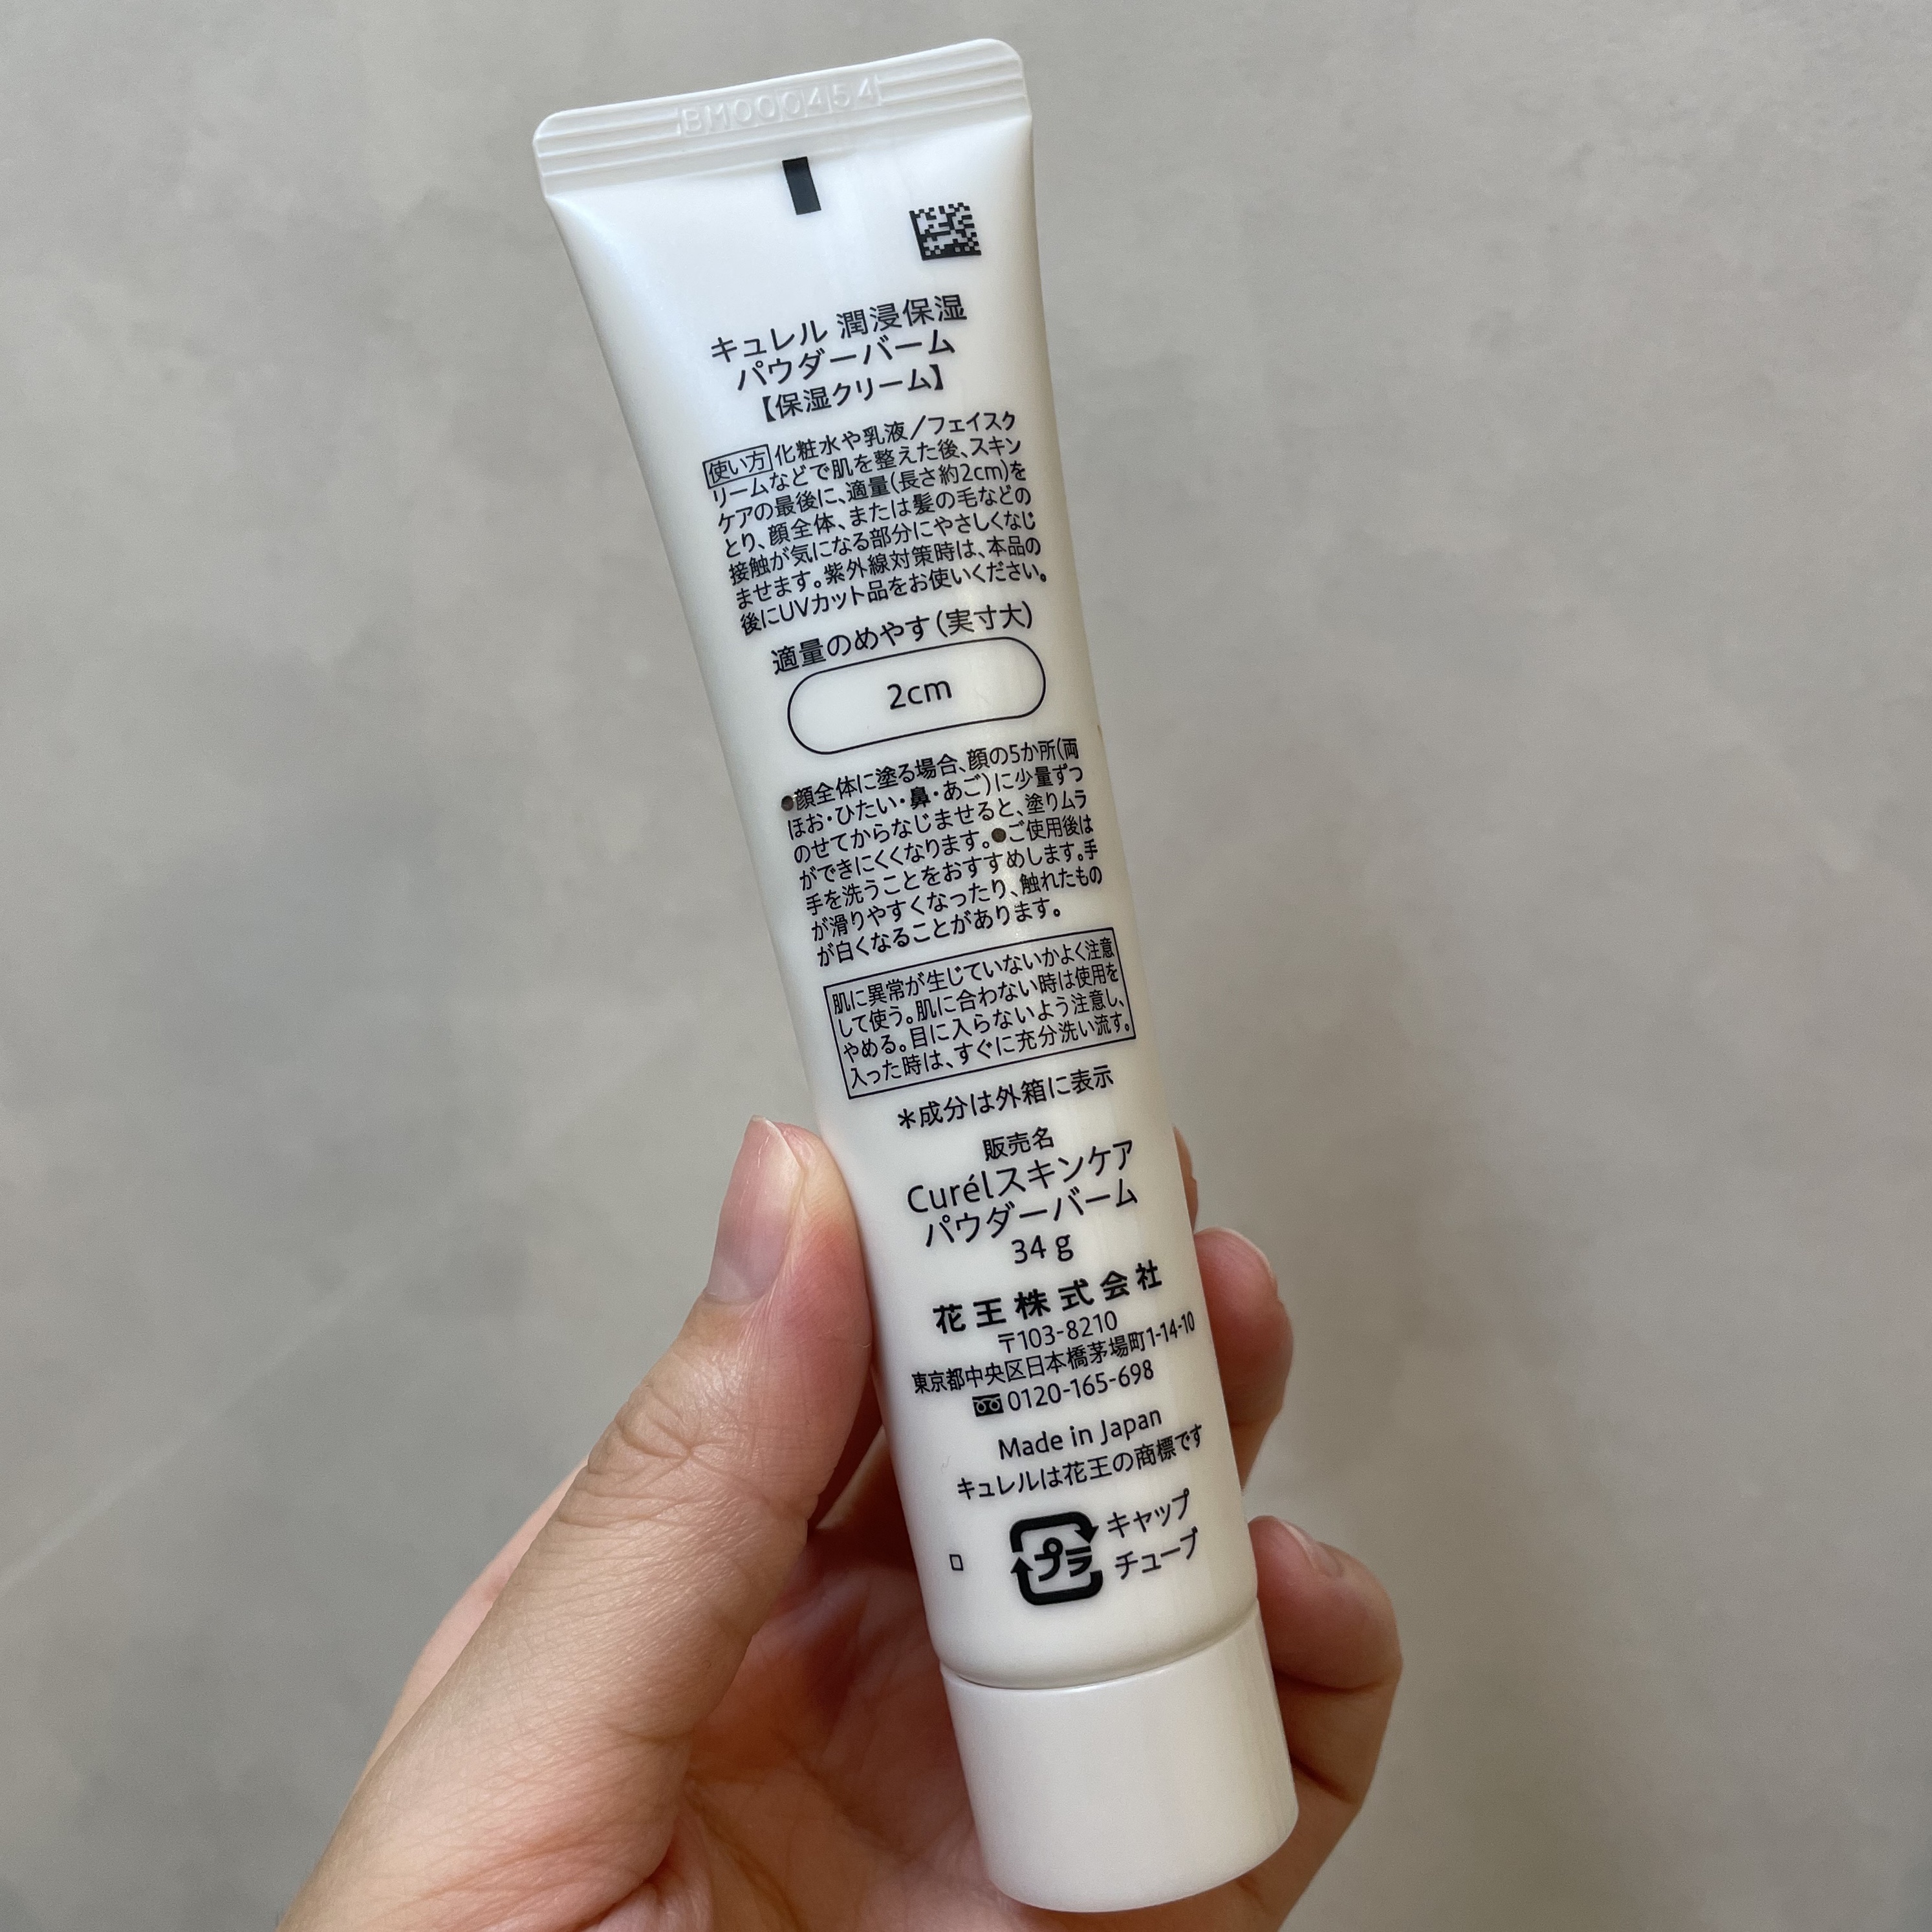 BM000454
キュレル 潤浸保湿
パウダーバーム
【保湿クリーム】
使い方 化粧水や乳液／フェイスク
リームなどで肌を整えた後、スキン
ケアの最後に、適量(長さ約2cm)を
とり、顔全体、または髪の毛などの
接触が気になる部分にやさしくなじ
ませます。紫外線対策時は、本品の
後にUVカット品をお使いください。
適量のめやす(実寸大)
2cm
●顔全体に塗る場合、顔の5か所(両
ほお・ひたい・鼻・あご)に少量ずつ
のせてからなじませると、塗りムラ
ができにくくなります。●ご使用後は
手を洗うことをおすすめします。手
が滑りやすくなったり、触れたもの
が白くなることがあります。
肌に異常が生じていないかよく注意
して使う。肌に合わない時は使用を
やめる。目に入らないよう注意し、
入った時は、すぐに充分洗い流す。
＊成分は外箱に表示
販売名
Curélスキンケア
パウダーバーム
34 g
花王株式会社
〒103-8210
東京都中央区日本橋茅場町1-14-10
0120-165-698
Made in Japan
キュレルは花王の商標です
プラ キャップ
チューブ